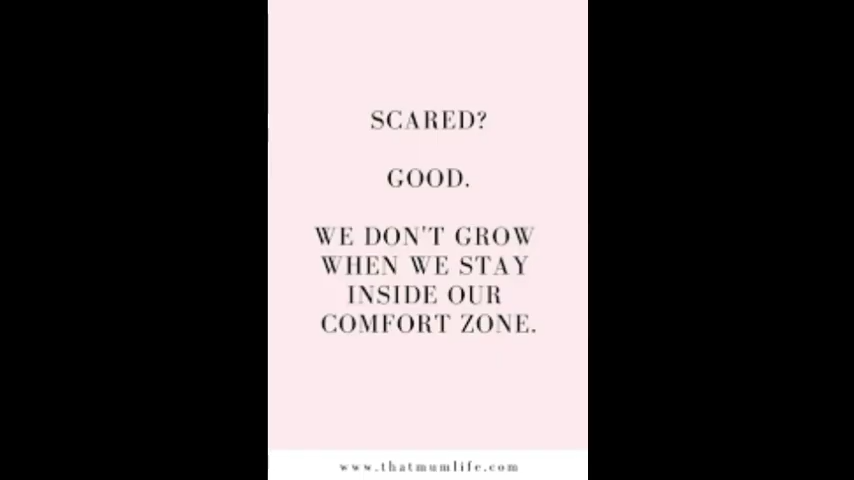 SCARED?
GOOD.
WE DON'T GROW
WHEN WE STAY
INSIDE OUR
COMFORT ZONE.
www.thatmumlife.com